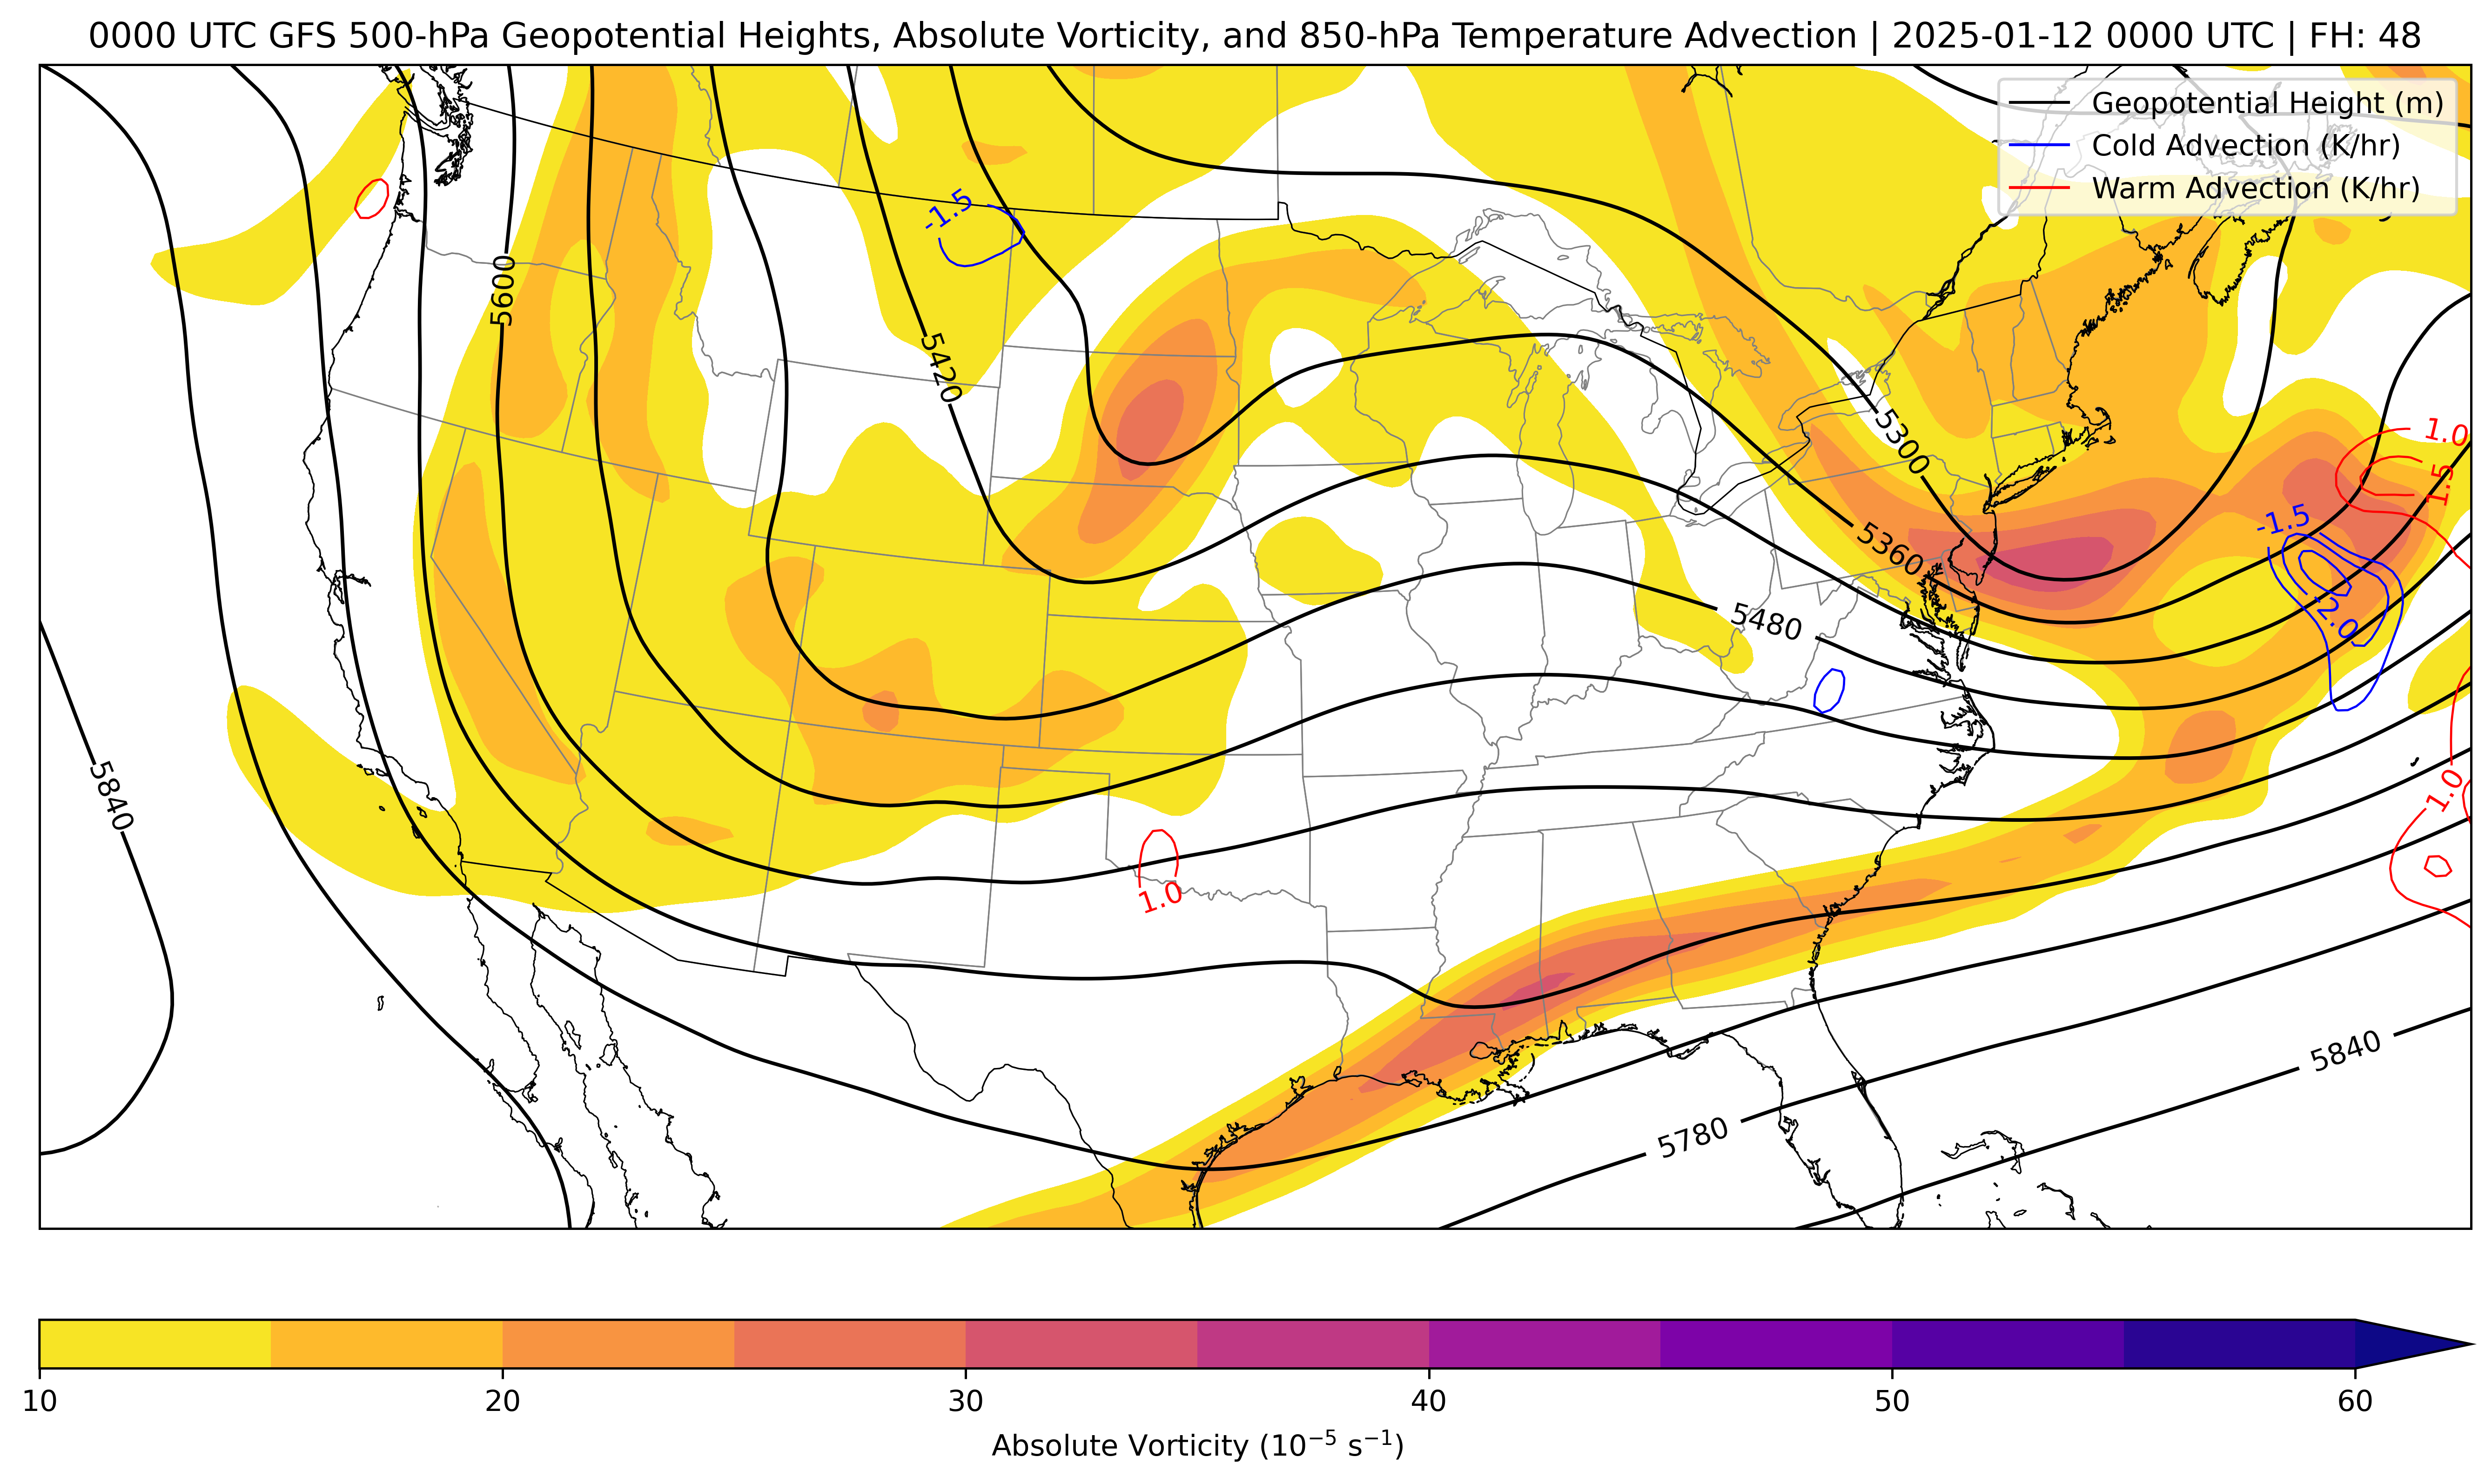 0000 UTC GFS 500-hPa Geopotential Heights, Absolute Vorticity, and 850-hPa Temperature Advection | 2025-01-12 0000 UTC | FH: 48
Geopotential Height (m)
Cold Advection (K/hr)
Warm Advection (K/hr)
-1.5
5600
5420
5300
1.0
1.5
-1.5
5360
-2.0
5480
5840
1.0
1.0
5840
5780
10 20 30 40 50 60
Absolute Vorticity (10⁻⁵ s⁻¹)